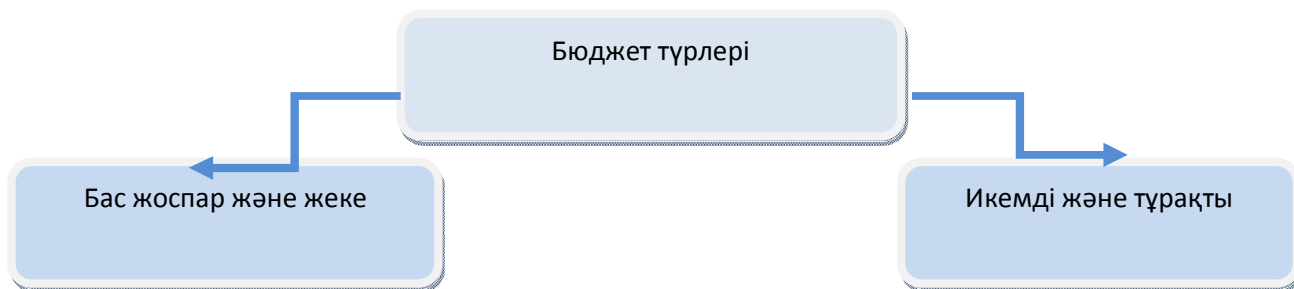 Бюджет түрлері
Бас жоспар және жеке
Икемді және тұрақты